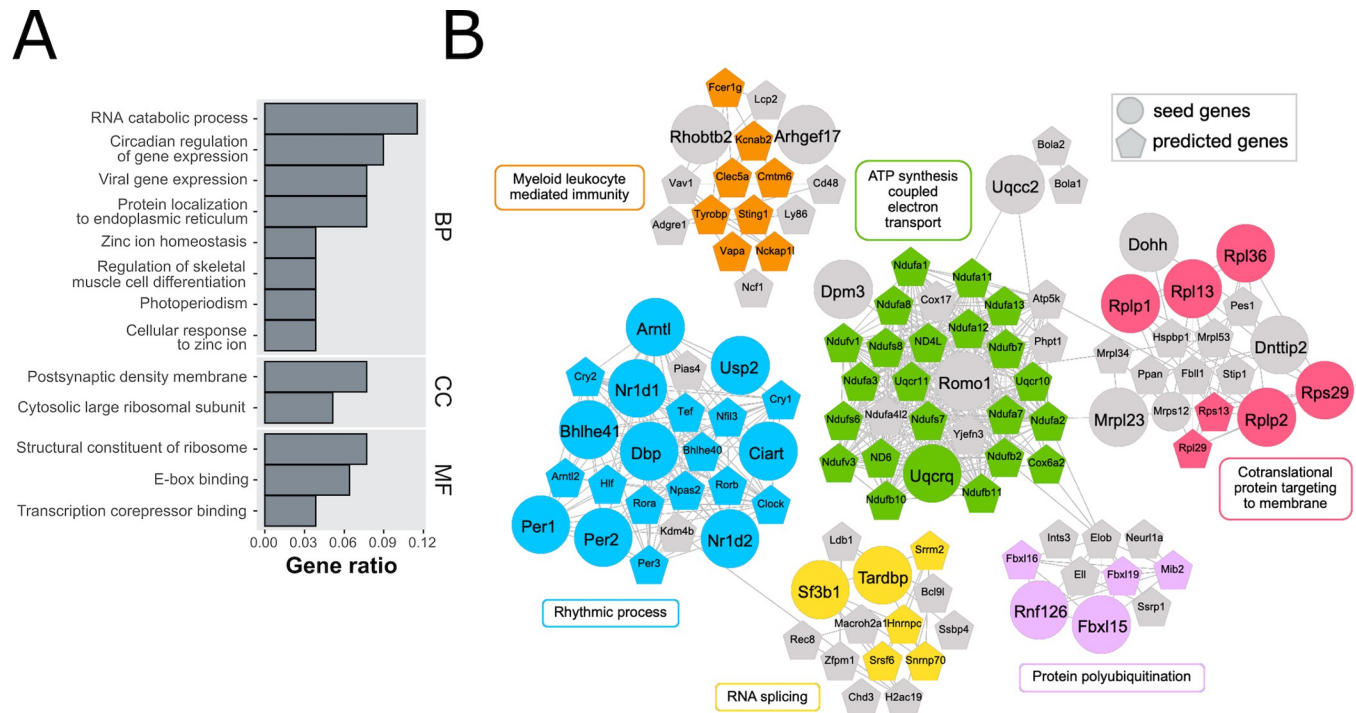 A
RNA catabolic process
Circadian regulation
of gene expression
Viral gene expression
Protein localization
to endoplasmic reticulum
Zinc ion homeostasis
Regulation of skeletal
muscle cell differentiation
Photoperiodism
Cellular response
to zinc ion
BP
Postsynaptic density membrane
Cytosolic large ribosomal subunit
CC
Structural constituent of ribosome
E-box binding
Transcription corepressor binding
MF
0.00 0.03 0.06 0.09 0.12
Gene ratio
B
seed genes
predicted genes
Fcer1g
Lcp2
Rhobtb2
Kcnab2
Arhgef17
Clec5a
Cmtm6
Vav1
Cd48
Adgre1
Tyrobp
Sting1
Ly86
Vapa
Nckap1l
Ncf1
Myeloid leukocyte
mediated immunity
ATP synthesis
coupled
electron
transport
Bola2
Uqcc2
Bola1
Ndufa1
Ndufa11
Dpm3
Ndufa8
Cox17
Ndufa13
Atp5k
Ndufv1
Ndufs8
ND4L
Ndufa12
Ndufb7
Phpt1
Ndufa3
Uqcr11
Romo1
Uqcr10
Ndufs6
Ndufa4l2
Ndufs7
Ndufa7
Ndufa2
Yjefn3
Ndufv3
ND6
Uqcrq
Ndufb2
Cox6a2
Ndufb10
Ndufb11
Dohh
Rpl36
Rplp1
Rpl13
Pes1
Hspbp1
Mrpl53
Dnttip2
Mrpl34
Ppan
Fbll1
Stip1
Rps29
Mrpl23
Mrps12
Rps13
Rplp2
Rpl29
Cotranslational
protein targeting
to membrane
Arntl
Cry2
Pias4
Usp2
Nr1d1
Cry1
Bhlhe41
Tef
Nfil3
Dbp
Bhlhe40
Ciart
Arntl2
Hlf
Npas2
Rorb
Rora
Clock
Per1
Per2
Kdm4b
Nr1d2
Per3
Rhythmic process
Ldb1
Srrm2
Sf3b1
Tardbp
Bcl9l
Macroh2a1
Hnrnpc
Ssbp4
Rec8
Zfpm1
Srsf6
Snrnp70
Chd3
H2ac19
RNA splicing
Ints3
Elob
Neurl1a
Fbxl16
Ell
Fbxl19
Mib2
Rnf126
Fbxl15
Ssrp1
Protein polyubiquitination